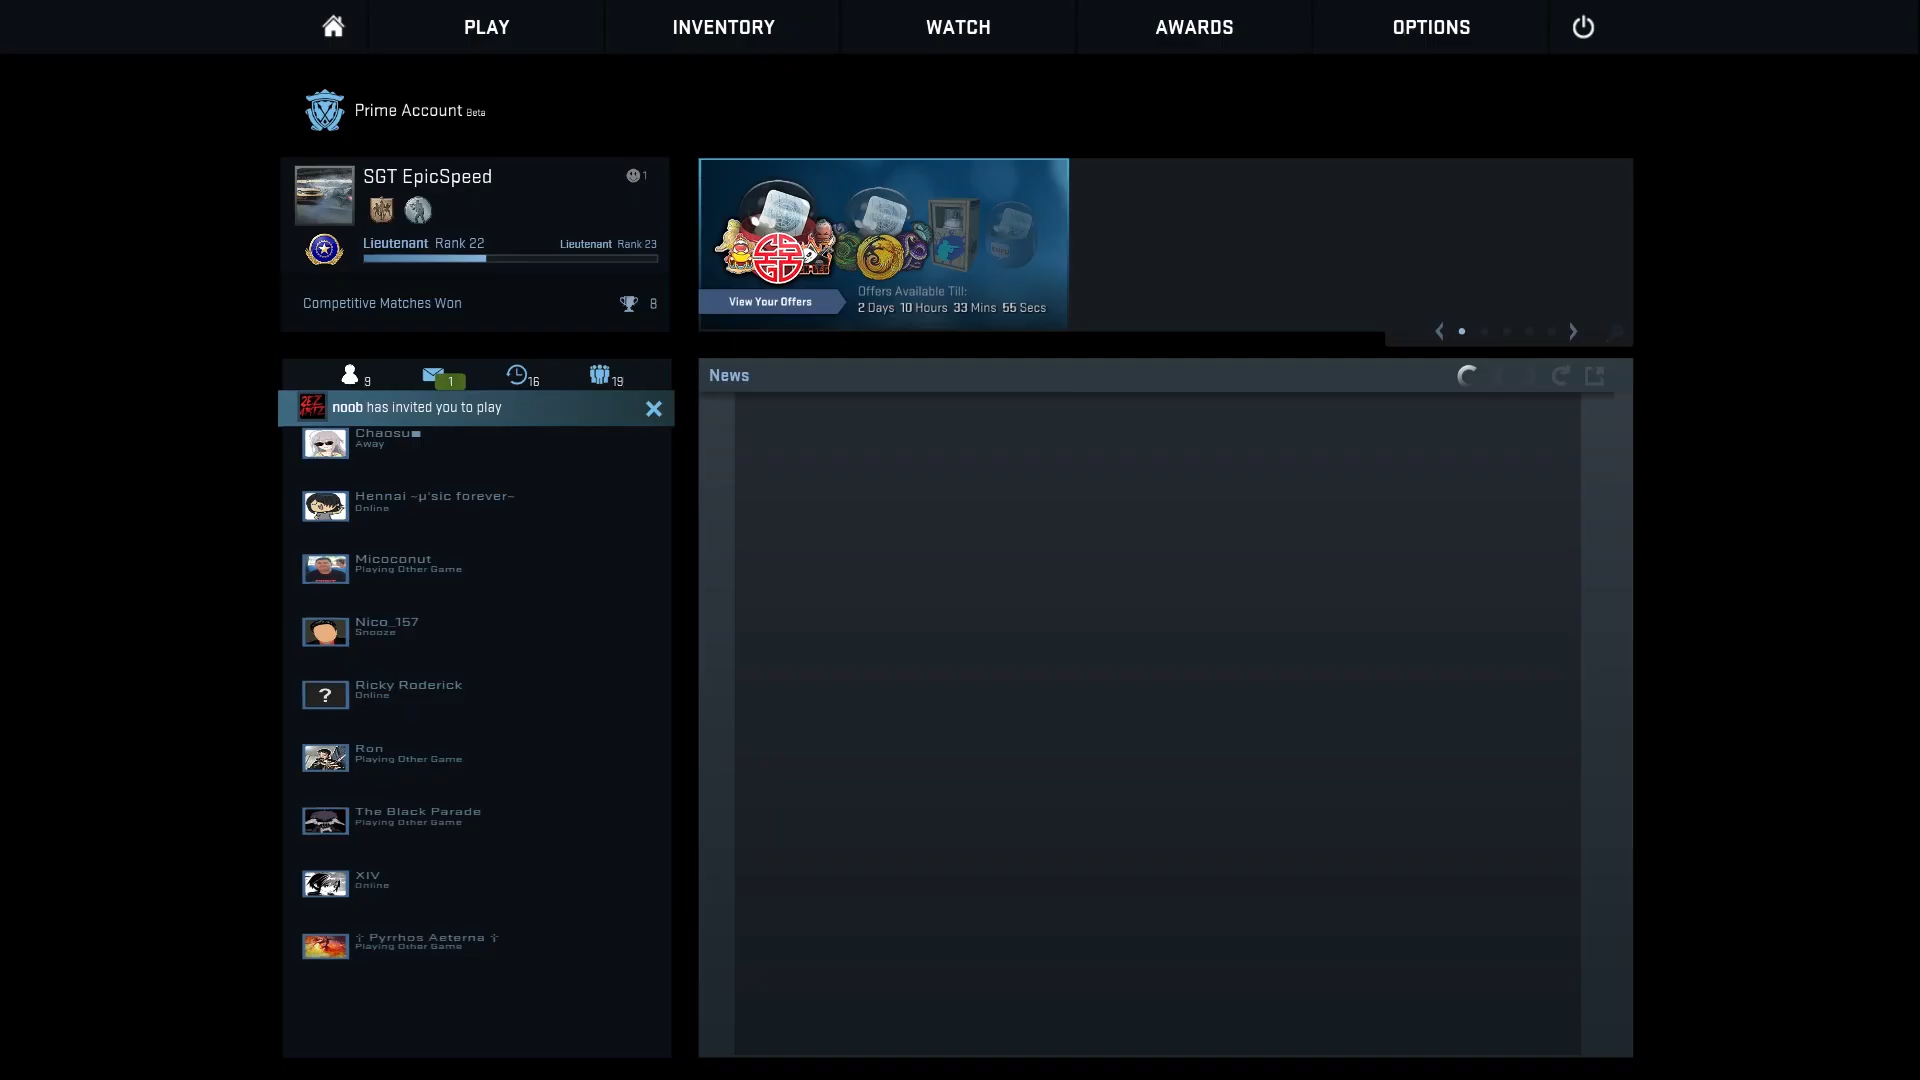 PLAY
INVENTORY
WATCH
AWARDS
OPTIONS
Prime Account Beta
SGT EpicSpeed
1
Lieutenant Rank 22
Lieutenant Rank 23
Competitive Matches Won
8
View Your Offers
Offers Available Till:
2 Days 10 Hours 33 Mins 55 Secs
9
1
16
19
News
noob has invited you to play
Chaosu
Away
Hennai ~μ'sic forever~
Online
Micoconut
Playing Other Game
Nico_157
Snooze
?
Ricky Roderick
Online
Ron
Playing Other Game
The Black Parade
Playing Other Game
XIV
Online
☥ Pyrrhos Aeterna ☥
Playing Other Game